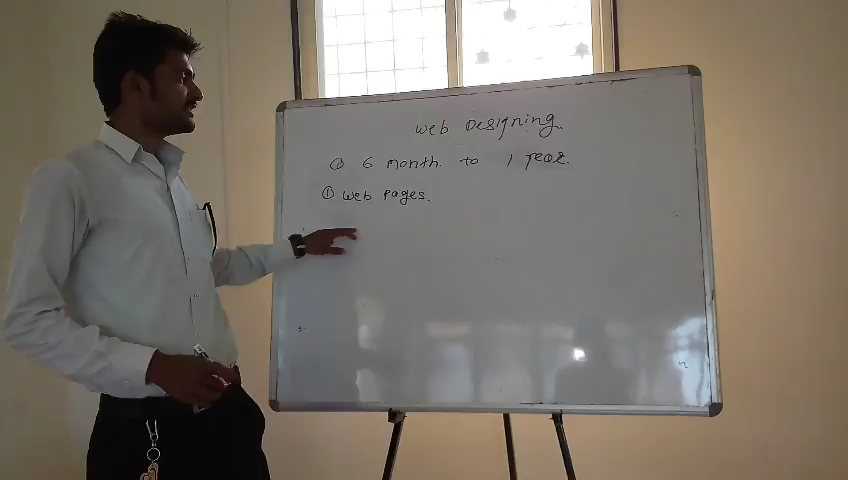 Web Designing.
① 6 month. to 1 year.
① Web Pages.